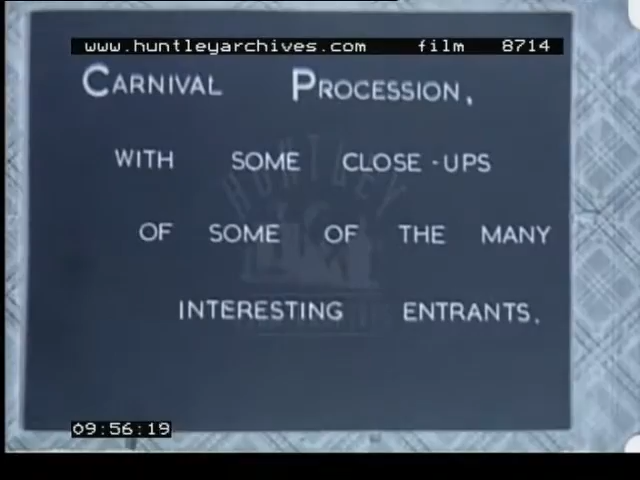 www.huntleyarchives.com film 8714
CARNIVAL PROCESSION,
WITH SOME CLOSE-UPS
OF SOME OF THE MANY
INTERESTING ENTRANTS.
HUNTLEY
09:56:19